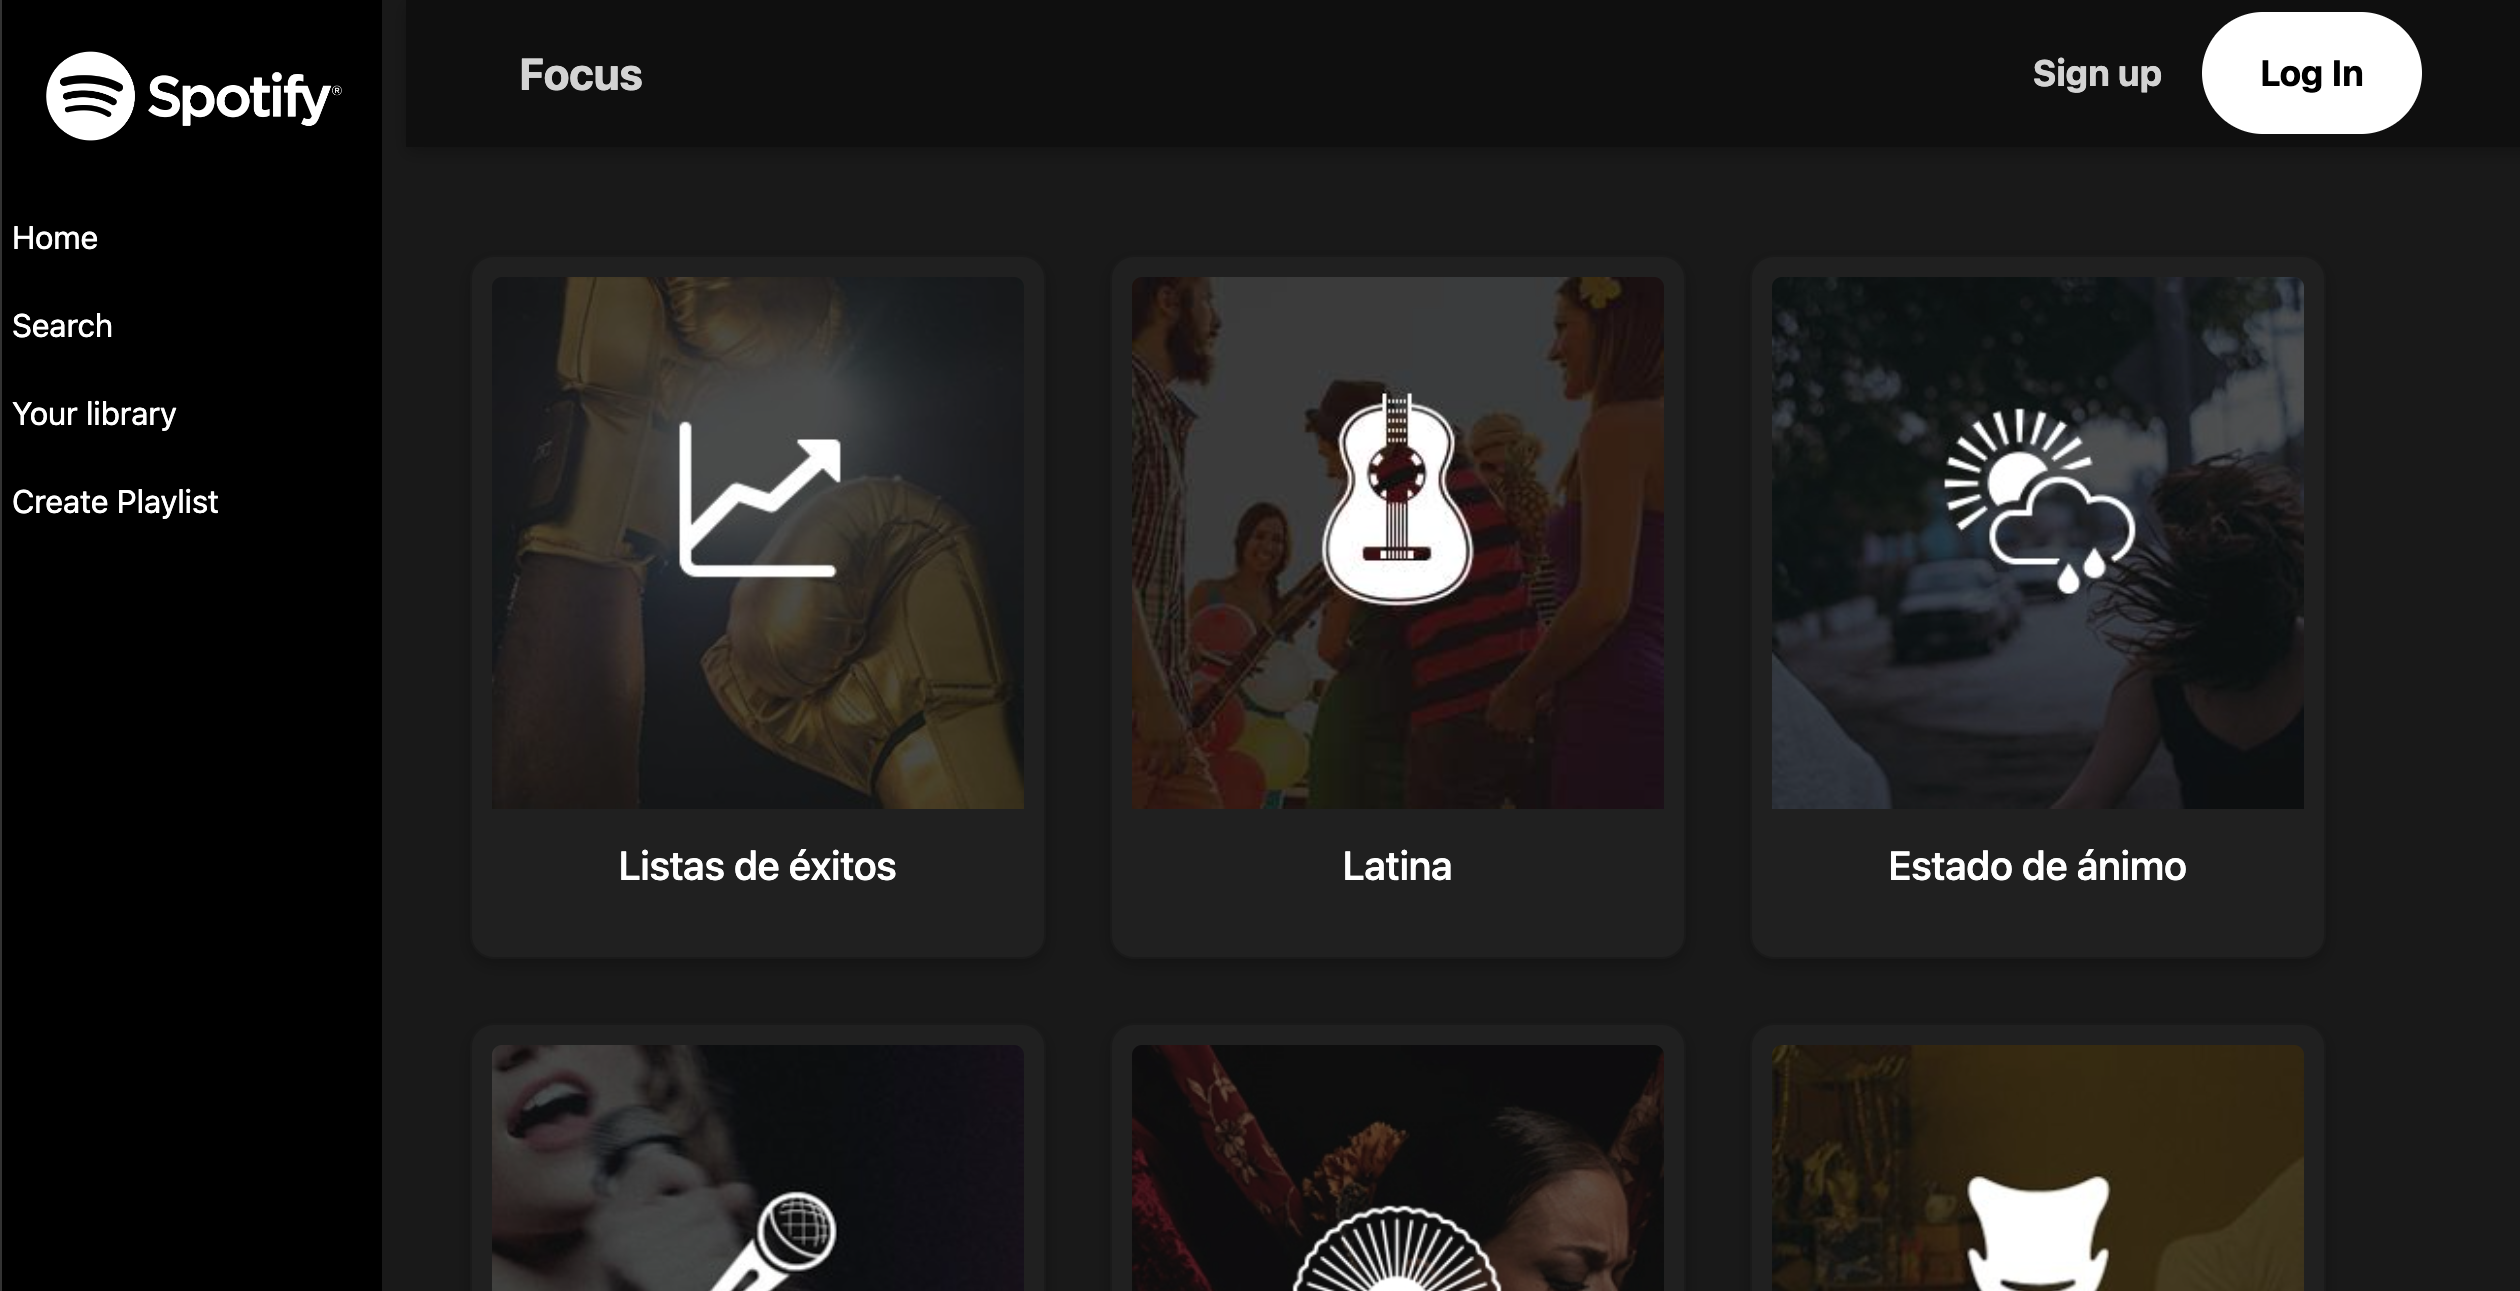 Spotify®
Home
Search
Your library
Create Playlist
Focus
Sign up
Log In
Listas de éxitos
Latina
Estado de ánimo